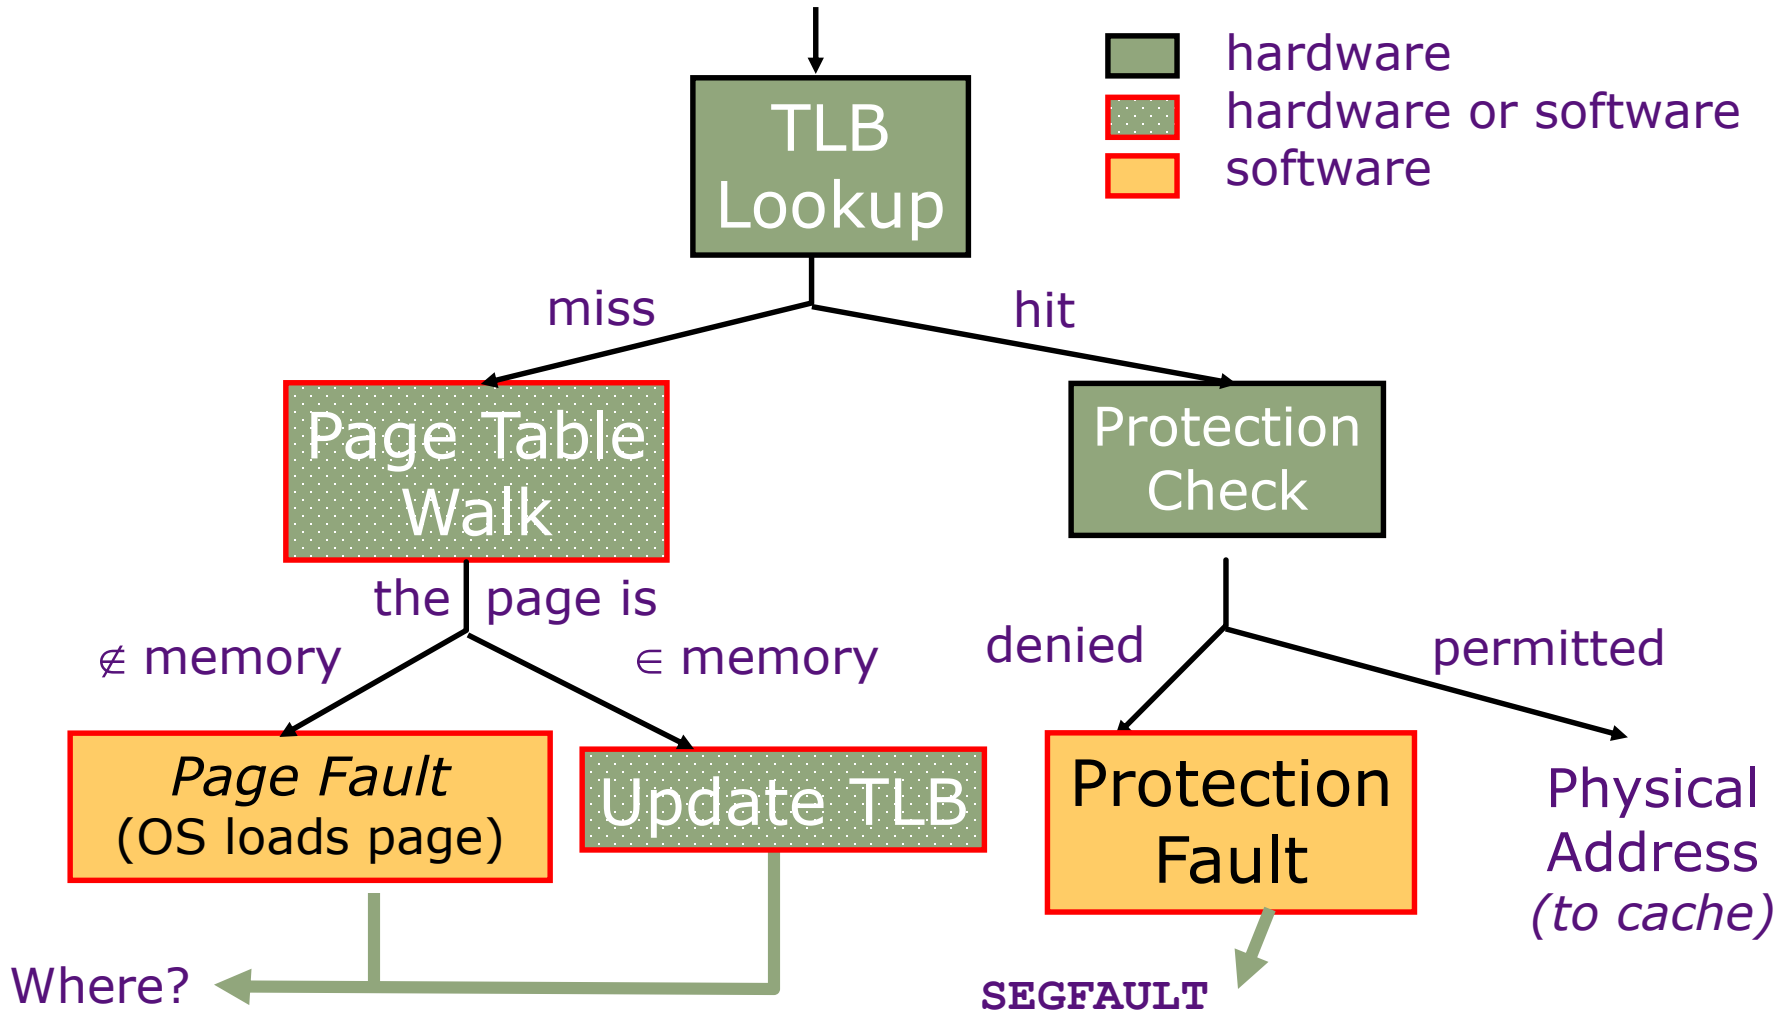 hardware
hardware or software
software
TLB
Lookup
miss
hit
Page Table
Walk
Protection
Check
the page is
∉ memory
∈ memory
denied
permitted
Page Fault
(OS loads page)
Update TLB
Protection
Fault
Physical
Address
(to cache)
Where?
SEGFAULT